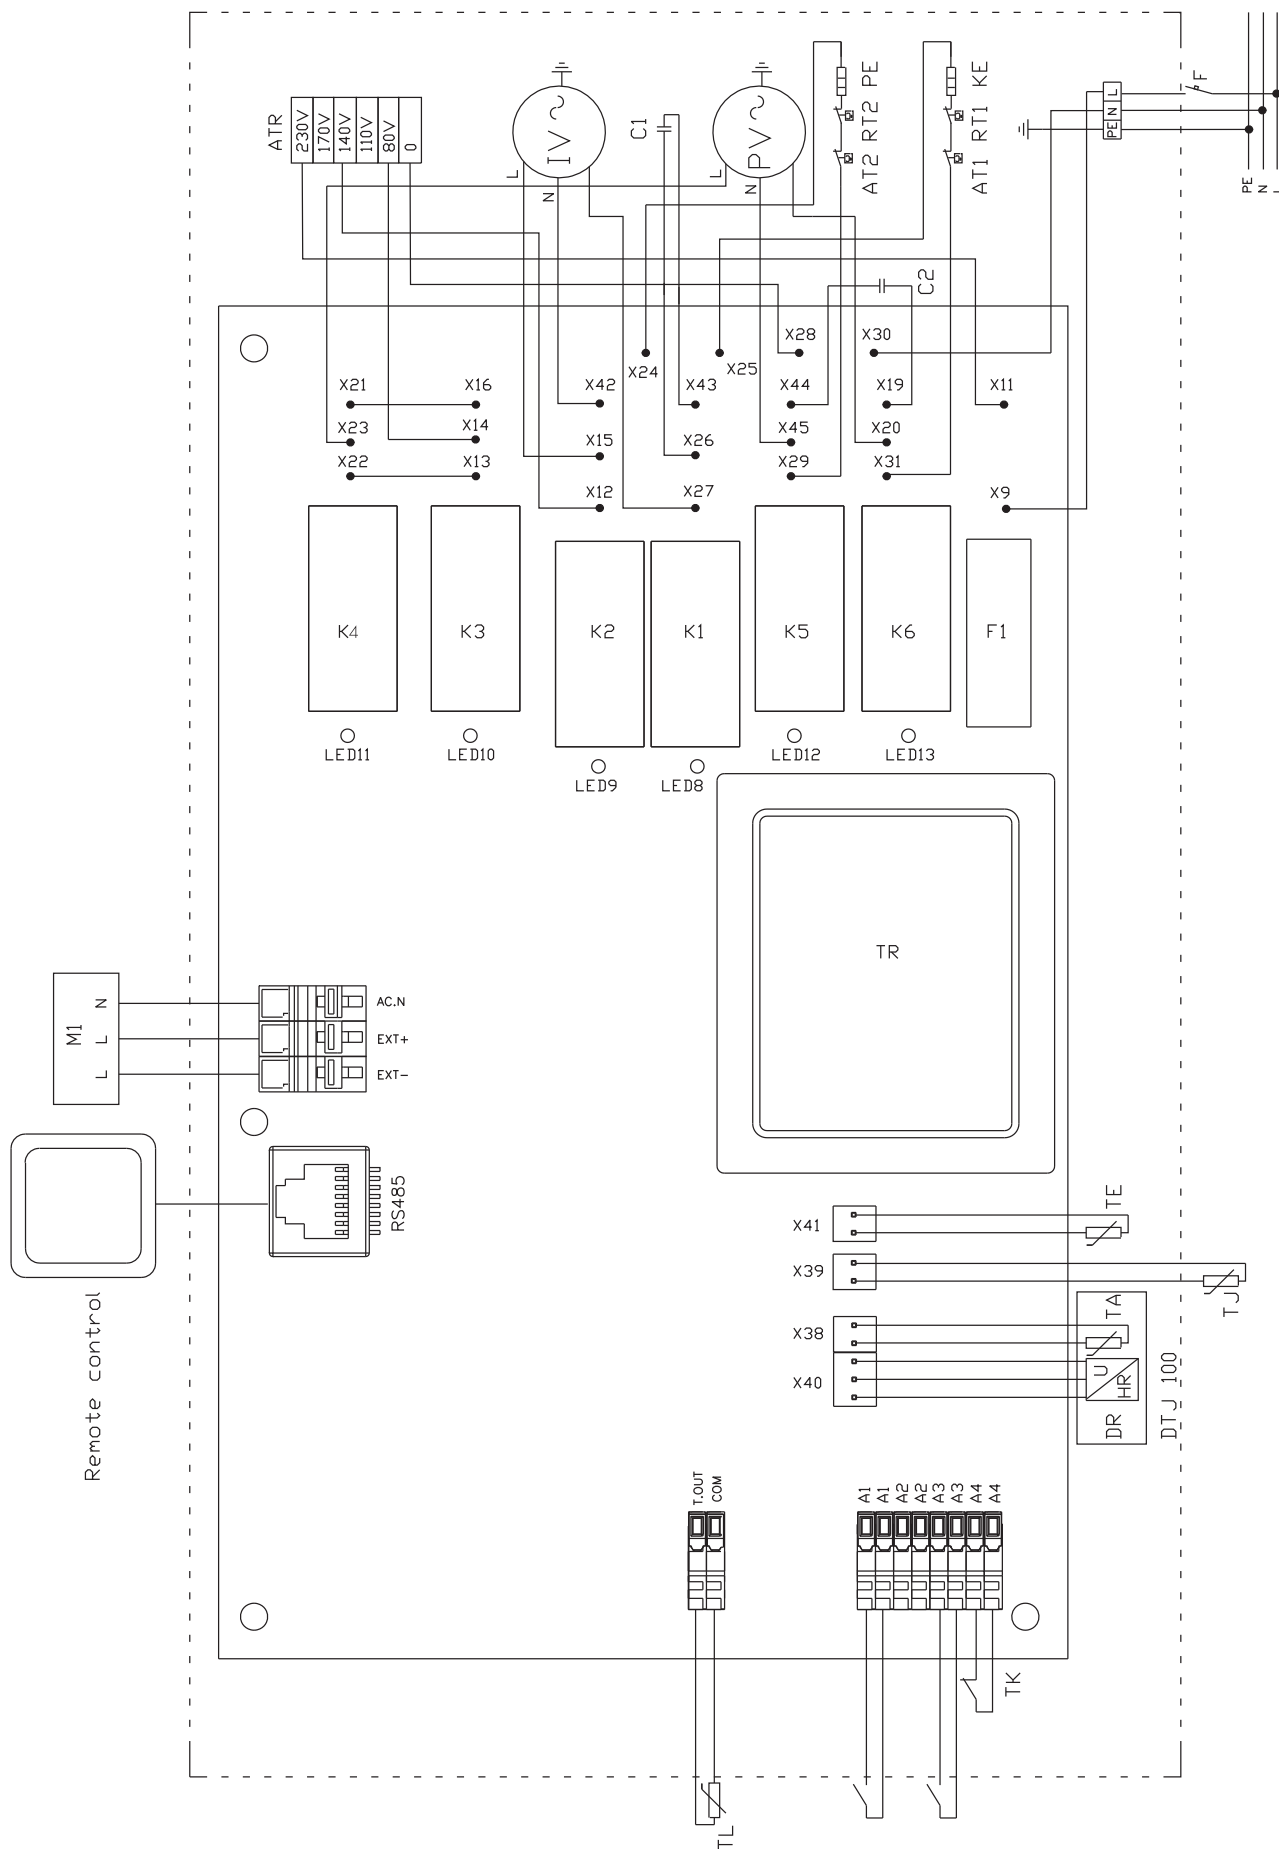 ATR
230V
170V
140V
110V
80V
0
IV
L
N
C1
PV
L
N
AT2 RT2 PE
AT1 RT1 KE
C2
L
N
PE
F
PE
N
L
X24
X25
X28
X30
X21
X16
X42
X43
X44
X19
X11
X23
X14
X15
X26
X45
X20
X22
X13
X29
X31
X12
X27
X9
K4
K3
K2
K1
K5
K6
F1
LED11
LED10
LED9
LED8
LED12
LED13
TR
M1
N
L
L
AC.N
EXT+
EXT-
RS485
Remote control
X41
TE
X39
TJ
X38
TA
X40
U
HR
DR
DTJ 100
T.OUT
COM
A1
A1
A2
A2
A3
A3
A4
A4
TK
TL